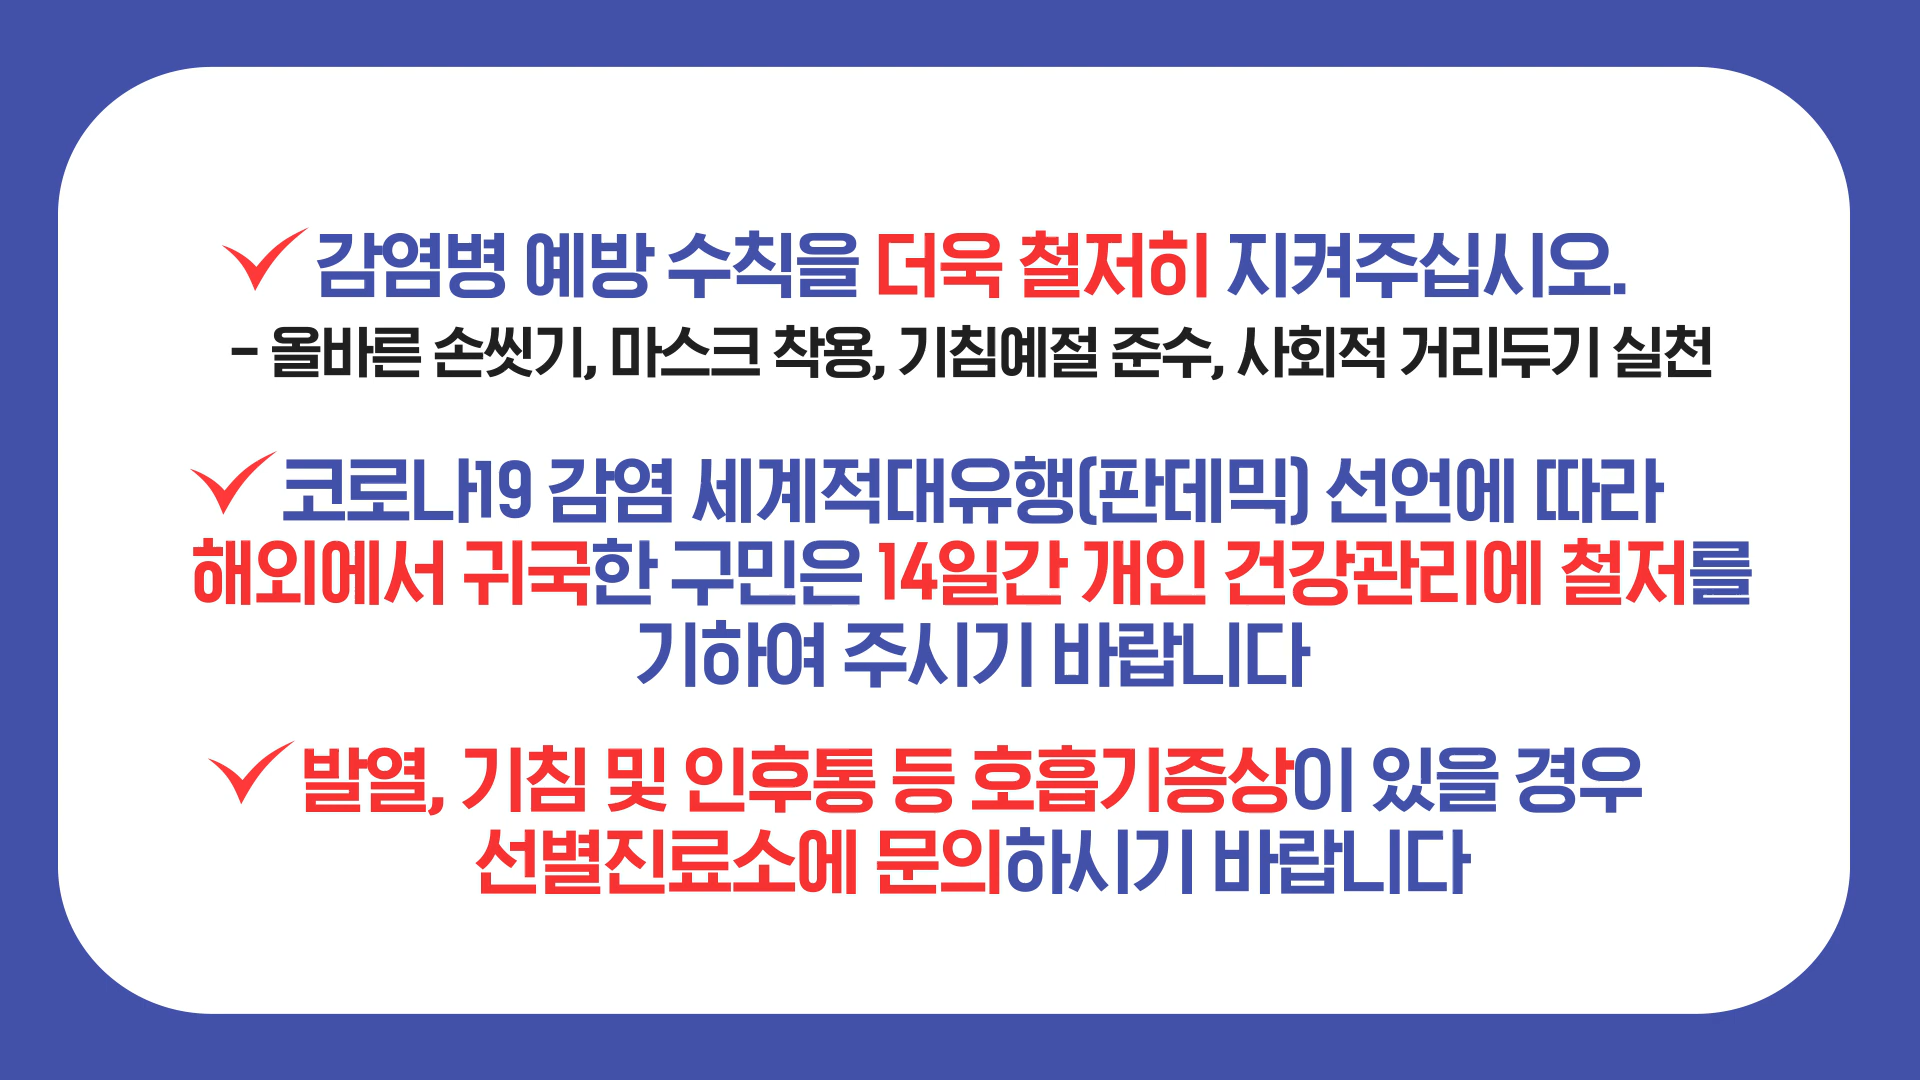 감염병 예방 수칙을 더욱 철저히 지켜주십시오.
- 올바른 손씻기, 마스크 착용, 기침예절 준수, 사회적 거리두기 실천
코로나19 감염 세계적대유행(판데믹) 선언에 따라
해외에서 귀국한 구민은 14일간 개인 건강관리에 철저를
기하여 주시기 바랍니다
발열, 기침 및 인후통 등 호흡기증상이 있을 경우
선별진료소에 문의하시기 바랍니다